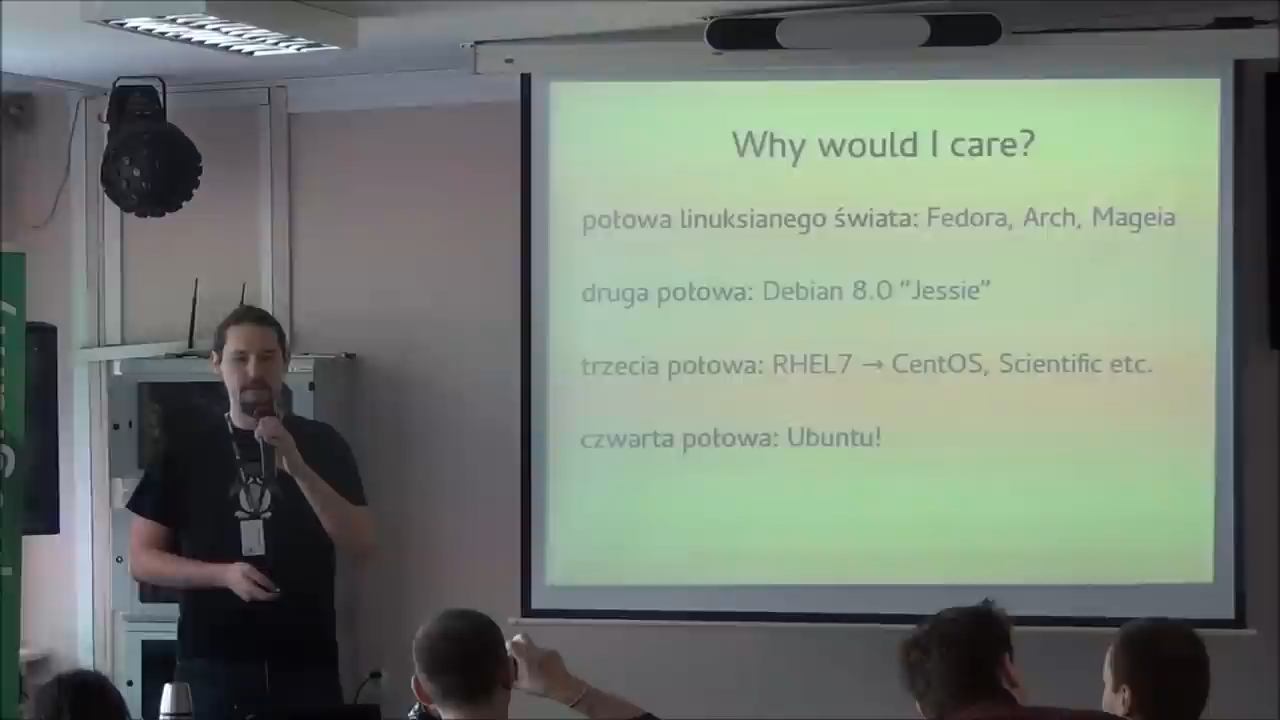 Why would I care?
połowa linuksianego świata: Fedora, Arch, Mageia
druga połowa: Debian 8.0 “Jessie”
trzecia połowa: RHEL7 → CentOS, Scientific etc.
czwarta połowa: Ubuntu!